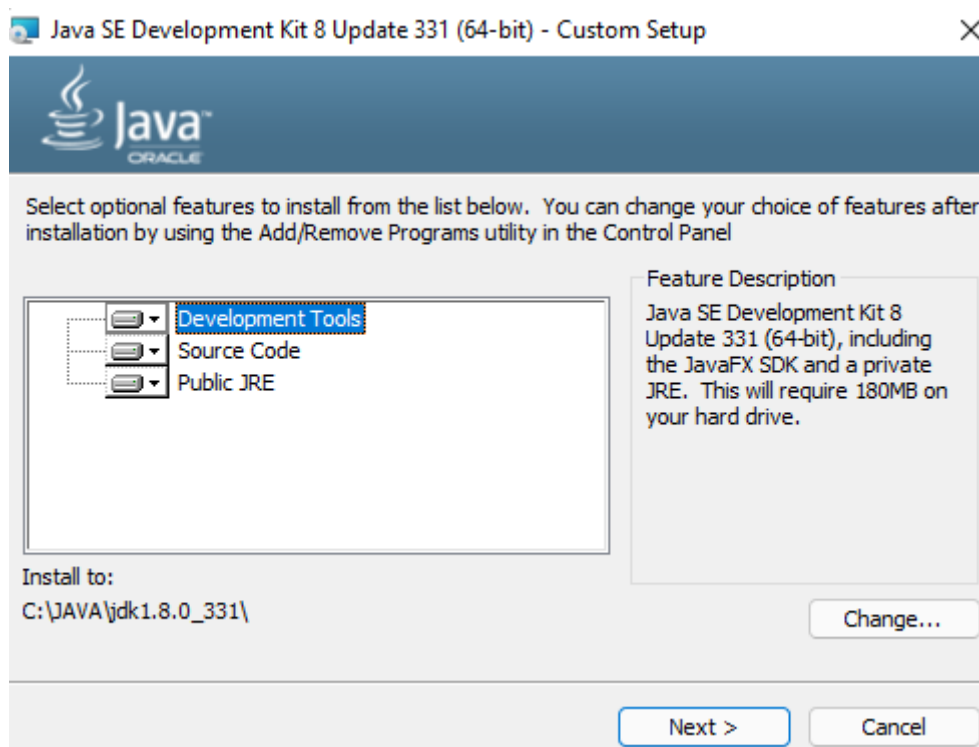 Java SE Development Kit 8 Update 331 (64-bit) - Custom Setup
Java™
ORACLE
Select optional features to install from the list below.  You can change your choice of features after
installation by using the Add/Remove Programs utility in the Control Panel
Development Tools
Source Code
Public JRE
Feature Description
Java SE Development Kit 8
Update 331 (64-bit), including
the JavaFX SDK and a private
JRE.  This will require 180MB on
your hard drive.
Install to:
C:\JAVA\jdk1.8.0_331\
Change...
Next >
Cancel